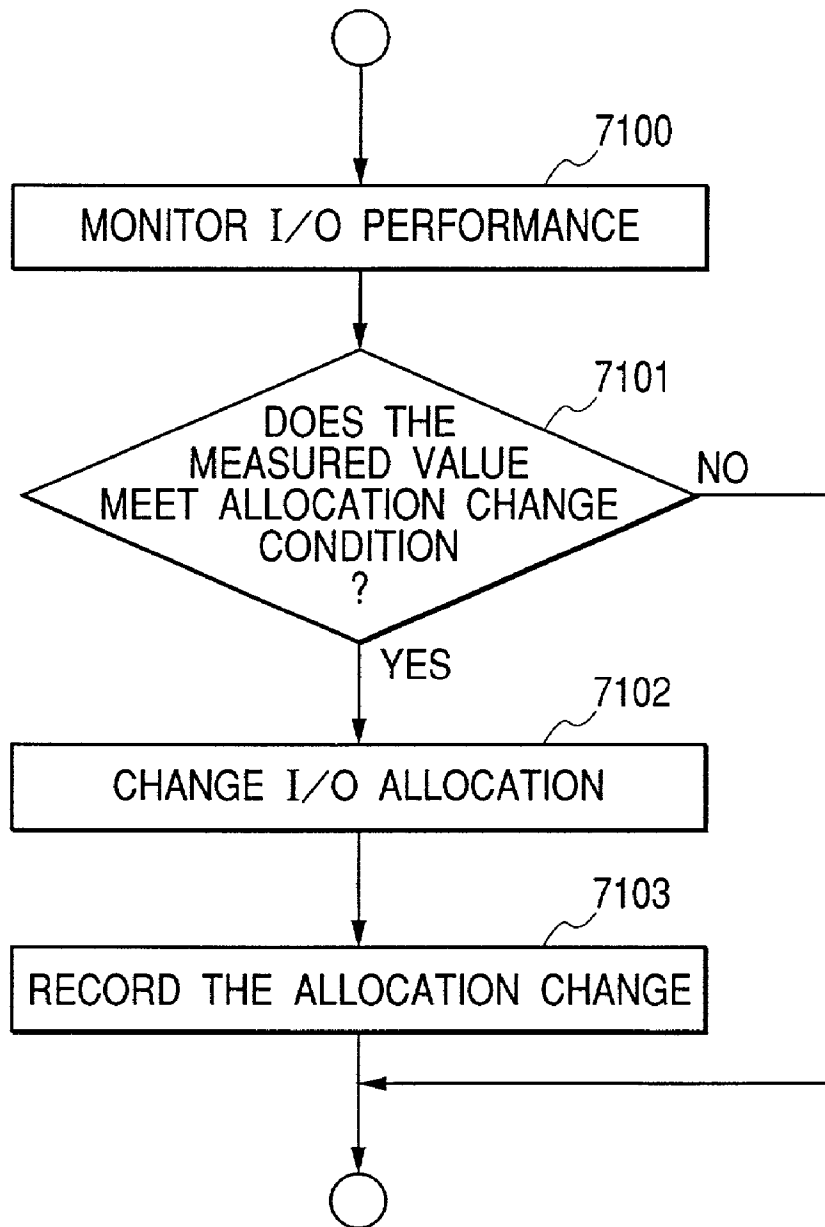 7100
MONITOR I/O PERFORMANCE
7101
DOES THE
MEASURED VALUE
MEET ALLOCATION CHANGE
CONDITION
?
NO
YES
7102
CHANGE I/O ALLOCATION
7103
RECORD THE ALLOCATION CHANGE